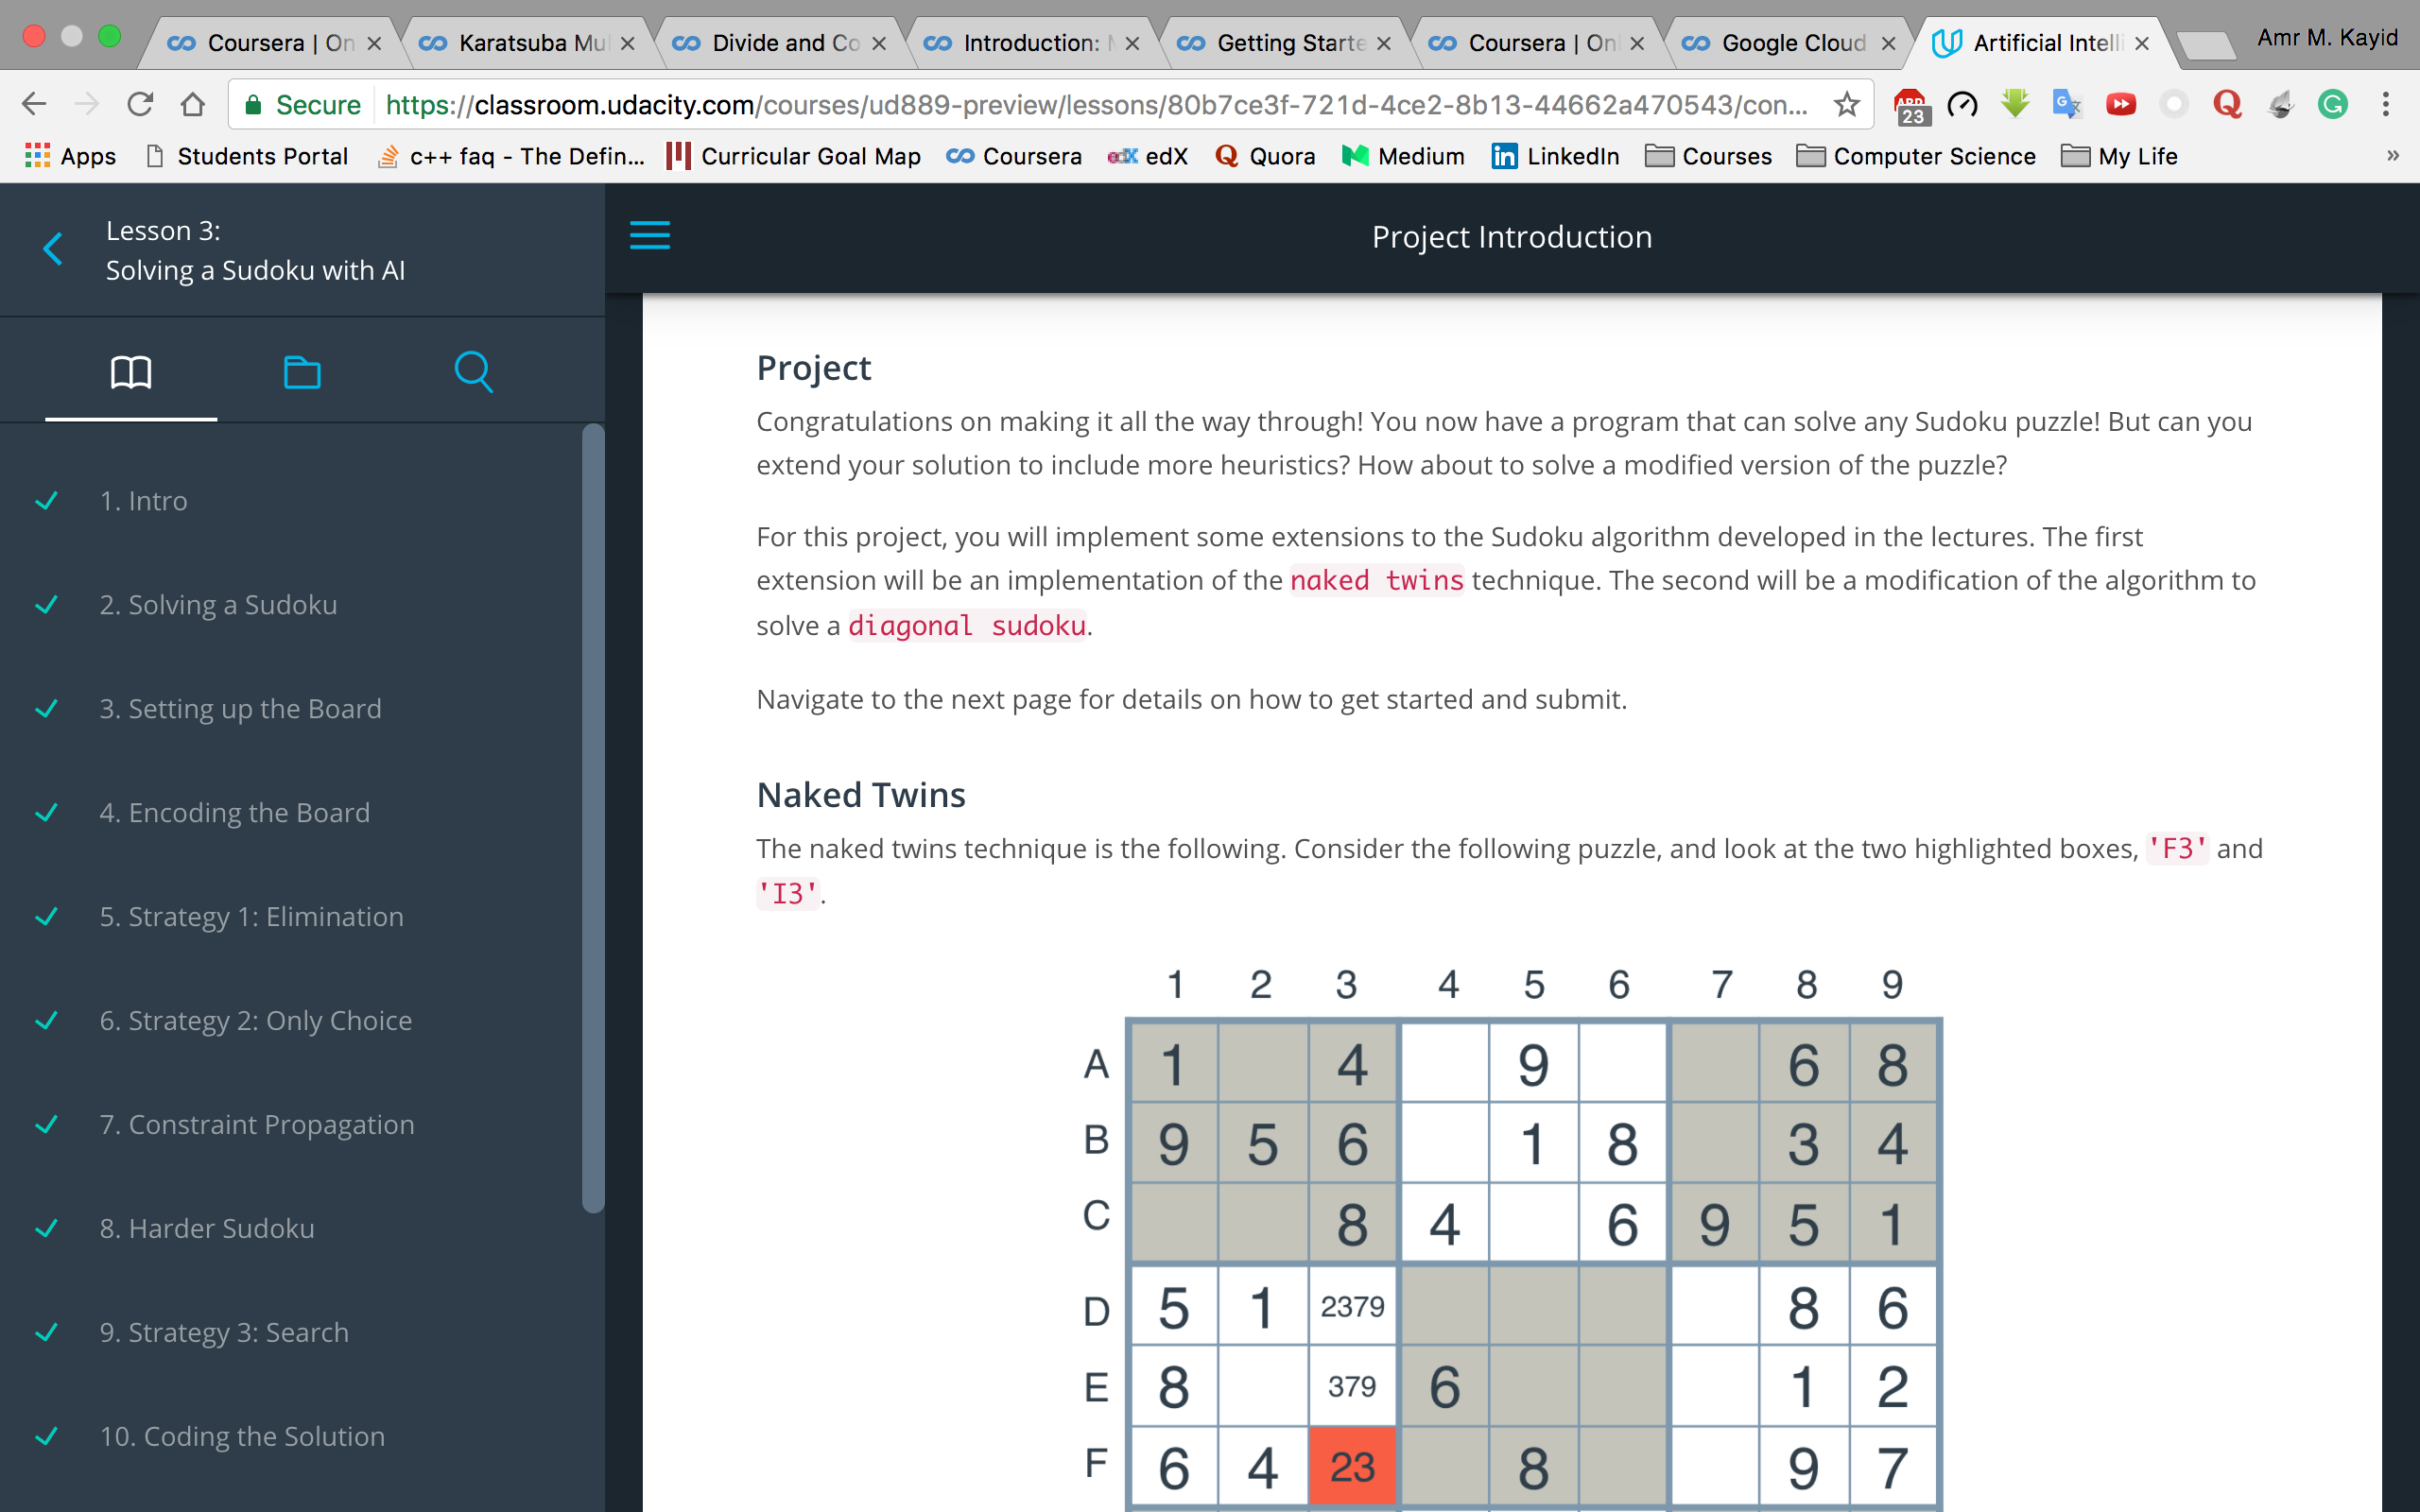 Coursera | On
Karatsuba Mul
Divide and Co
Introduction: M
Getting Starte
Coursera | Onl
Google Cloud
Artificial Intelli
Amr M. Kayid
Secure https://classroom.udacity.com/courses/ud889-preview/lessons/80b7ce3f-721d-4ce2-8b13-44662a470543/con...
ABP
23
Apps Students Portal c++ faq - The Defin... Curricular Goal Map Coursera edX Quora Medium LinkedIn Courses Computer Science My Life »
Lesson 3:
Solving a Sudoku with AI
1. Intro
2. Solving a Sudoku
3. Setting up the Board
4. Encoding the Board
5. Strategy 1: Elimination
6. Strategy 2: Only Choice
7. Constraint Propagation
8. Harder Sudoku
9. Strategy 3: Search
10. Coding the Solution
Project Introduction
Project
Congratulations on making it all the way through! You now have a program that can solve any Sudoku puzzle! But can you
extend your solution to include more heuristics? How about to solve a modified version of the puzzle?
For this project, you will implement some extensions to the Sudoku algorithm developed in the lectures. The first
extension will be an implementation of the naked twins technique. The second will be a modification of the algorithm to
solve a diagonal sudoku.
Navigate to the next page for details on how to get started and submit.
Naked Twins
The naked twins technique is the following. Consider the following puzzle, and look at the two highlighted boxes, 'F3' and
'I3'.
1 2 3 4 5 6 7 8 9
A 1 4 9 6 8
B 9 5 6 1 8 3 4
C 8 4 6 9 5 1
D 5 1 2379 8 6
E 8 379 6 1 2
F 6 4 23 8 9 7